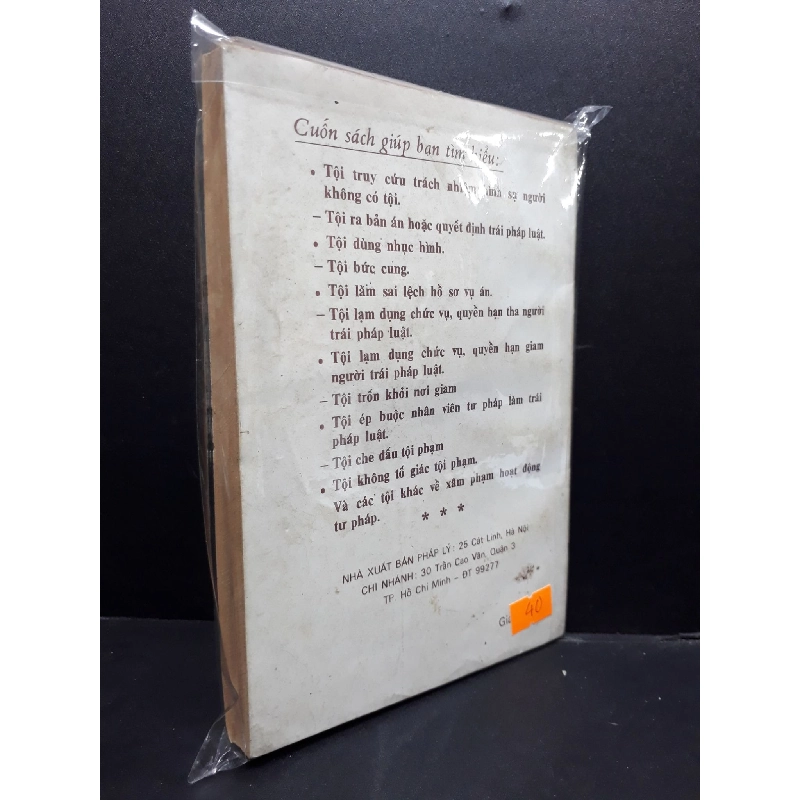 Cuốn sách giúp bạn tìm hiểu:
• Tội truy cứu trách nhiệm hình sự người
không có tội.
– Tội ra bản án hoặc quyết định trái pháp luật.
• Tội dùng nhục hình.
– Tội bức cung.
• Tội làm sai lệch hồ sơ vụ án.
– Tội lạm dụng chức vụ, quyền hạn tha người
trái pháp luật.
• Tội lạm dụng chức vụ, quyền hạn giam
người trái pháp luật.
– Tội trốn khỏi nơi giam
• Tội ép buộc nhân viên tư pháp làm trái
pháp luật.
– Tội che dấu tội phạm
• Tội không tố giác tội phạm.
Và các tội khác về xâm phạm hoạt động
tư pháp.
* * *
NHÀ XUẤT BẢN PHÁP LÝ: 25 Cát Linh, Hà Nội
CHI NHÁNH: 30 Trần Cao Vân, Quận 3
TP. Hồ Chí Minh – ĐT 99277
40